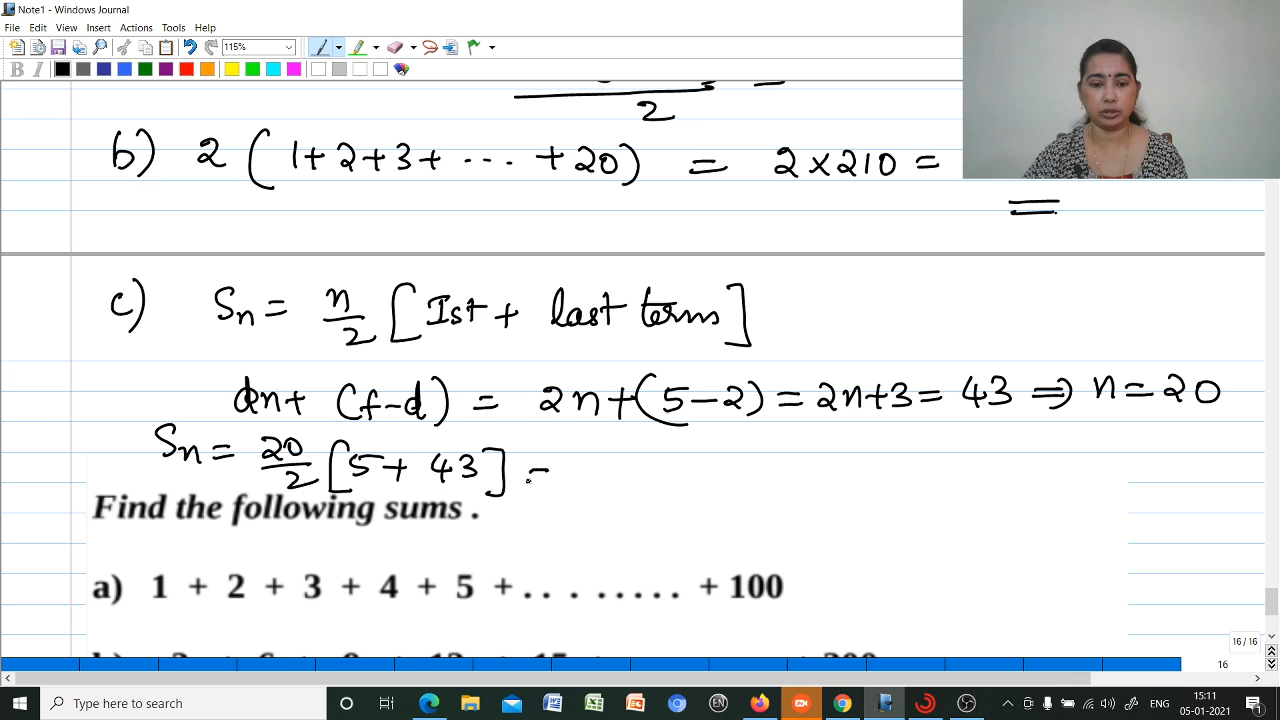 Note1 - Windows Journal
File Edit View Insert Actions Tools Help
115%
B I
2
b) 2 ( 1+2+3+ ... +20) = 2×210 =
c) Sn = n/2 [Ist + last term]
dn + (f-d) = 2n+(5-2) = 2n+3 = 43 ⇒ n = 20
Sn = 20/2 [5 + 43] =
Find the following sums .
a) 1 + 2 + 3 + 4 + 5 + . . . . . . . . . + 100
16 / 16
16
Type here to search
15:11
05-01-2021
1